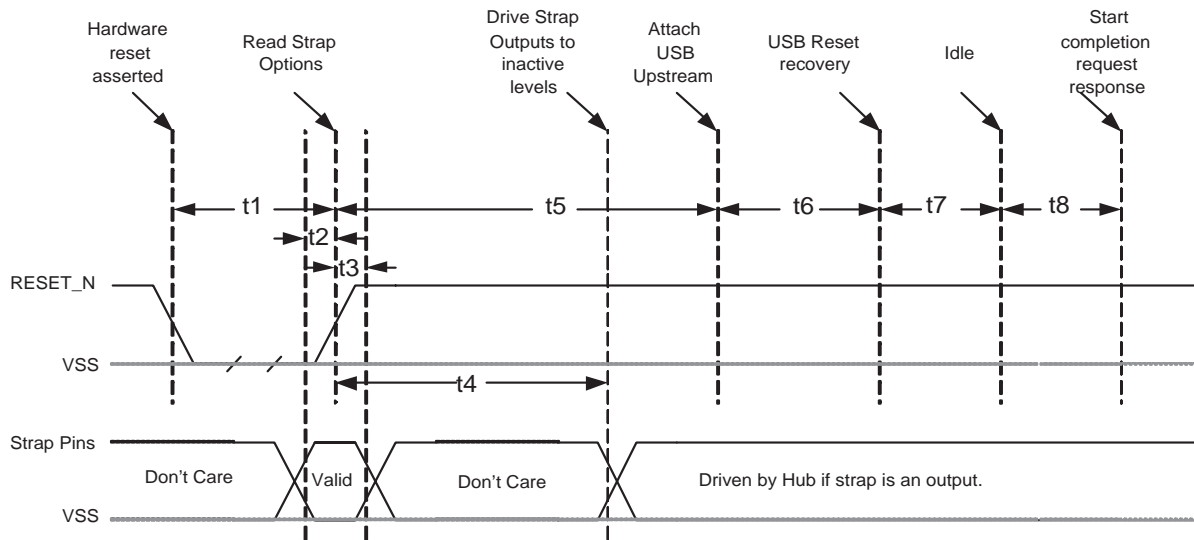 Hardware
reset
asserted
Read Strap
Options
Drive Strap
Outputs to
inactive
levels
Attach
USB
Upstream
USB Reset
recovery
Idle
Start
completion
request
response
t1
t5
t6
t7
t8
t2
t3
RESET_N
VSS
t4
Strap Pins
Don't Care
Valid
Don't Care
Driven by Hub if strap is an output.
VSS